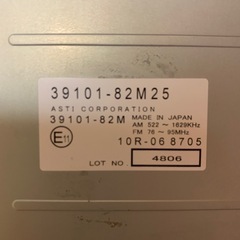 39101-82M25
ASTI CORPORATION
39101-82M
MADE IN JAPAN
AM 522 ~ 1629KHz
FM 76 ~ 95MHz
E11
10R-06 8705
LOT NO
4806